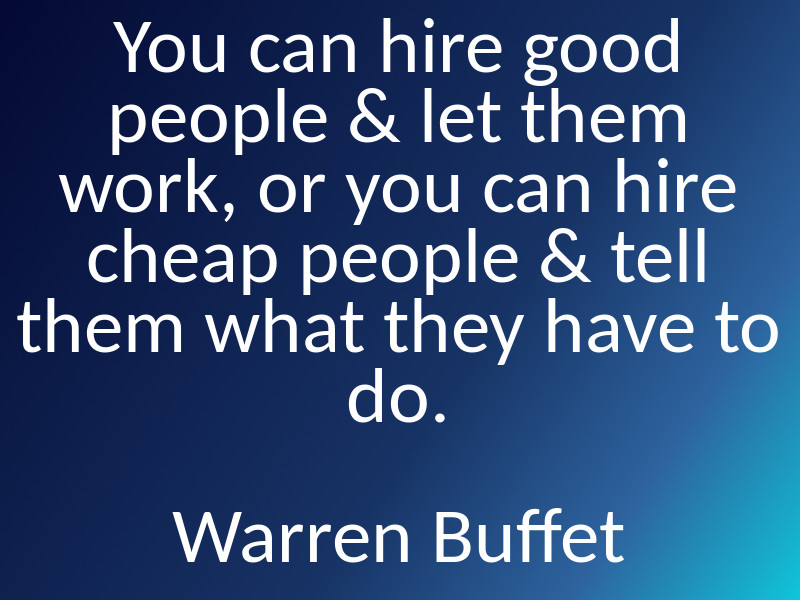 You can hire good
people & let them
work, or you can hire
cheap people & tell
them what they have to
do.
Warren Buffet